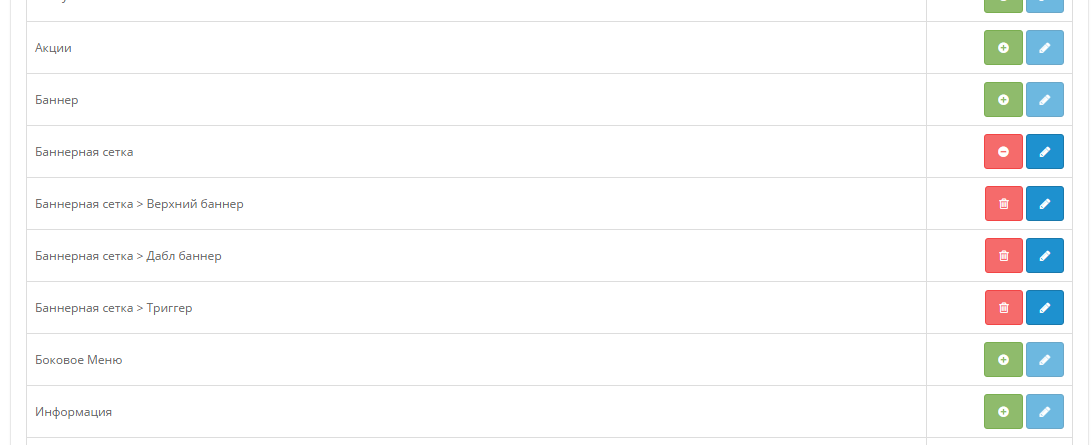 Акции
Баннер
Баннерная сетка
Баннерная сетка > Верхний баннер
Баннерная сетка > Дабл баннер
Баннерная сетка > Триггер
Боковое Меню
Информация